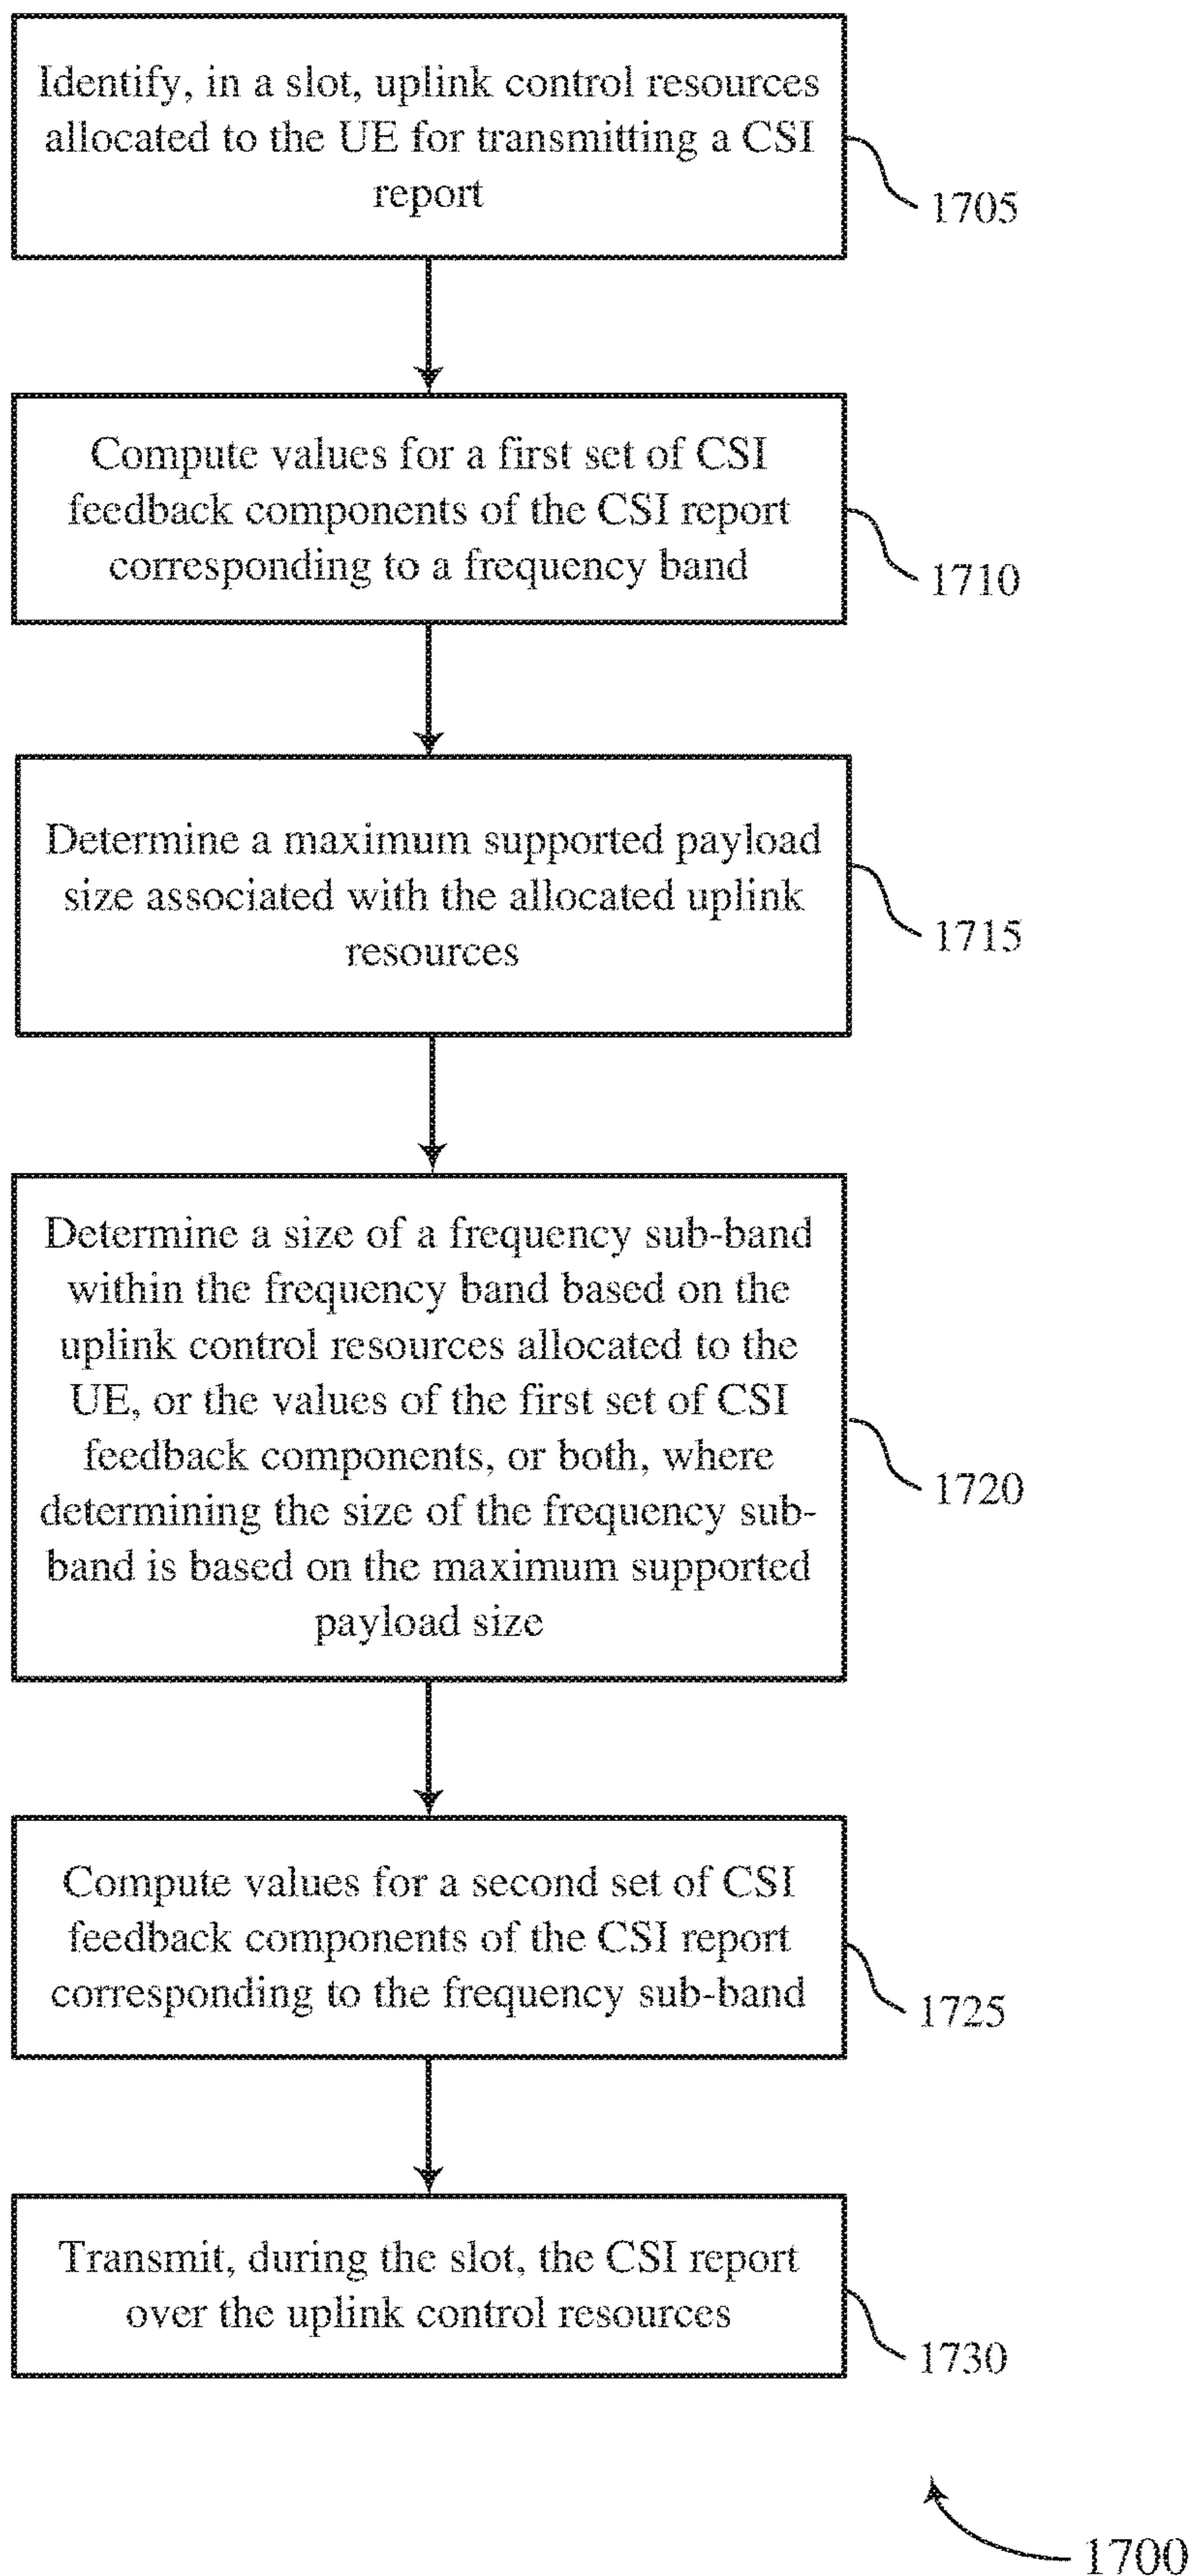 Identify, in a slot, uplink control resources
allocated to the UE for transmitting a CSI
report
1705
Compute values for a first set of CSI
feedback components of the CSI report
corresponding to a frequency band
1710
Determine a maximum supported payload
size associated with the allocated uplink
resources
1715
Determine a size of a frequency sub-band
within the frequency band based on the
uplink control resources allocated to the
UE, or the values of the first set of CSI
feedback components, or both, where
determining the size of the frequency sub-
band is based on the maximum supported
payload size
1720
Compute values for a second set of CSI
feedback components of the CSI report
corresponding to the frequency sub-band
1725
Transmit, during the slot, the CSI report
over the uplink control resources
1730
1700